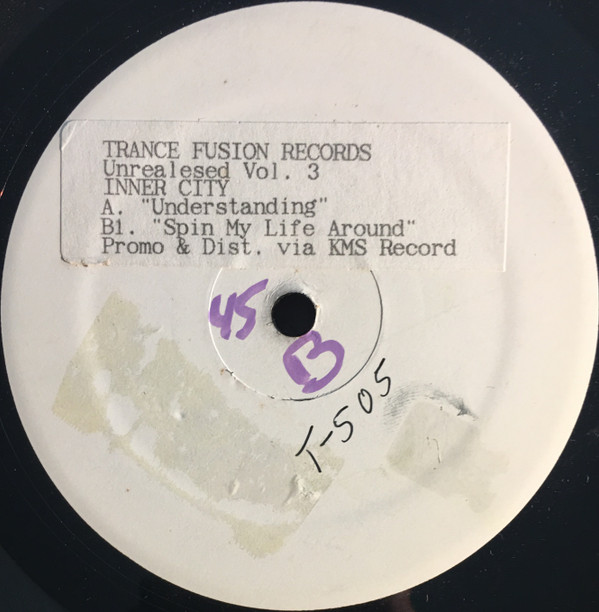 TRANCE FUSION RECORDS
Unrealesed Vol. 3
INNER CITY
A. "Understanding"
B1. "Spin My Life Around"
Promo & Dist. via KMS Record
45
B
T-505